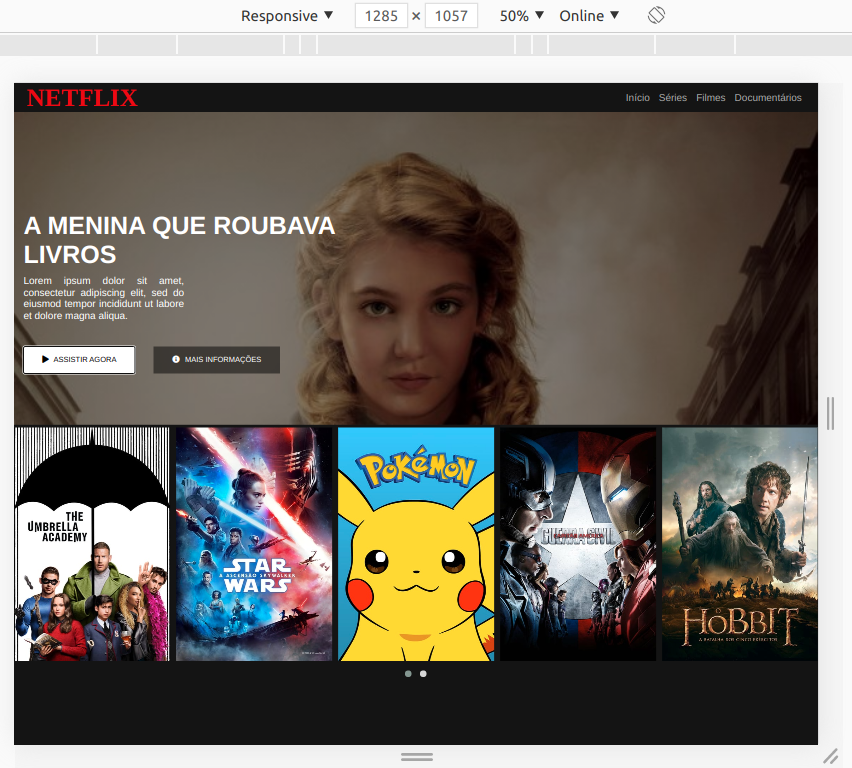 Responsive ▼ 1285 × 1057 50% ▼ Online ▼
NETFLIX
Início Séries Filmes Documentários
A MENINA QUE ROUBAVA
LIVROS
Lorem ipsum dolor sit amet,
consectetur adipiscing elit, sed do
eiusmod tempor incididunt ut labore
et dolore magna aliqua.
ASSISTIR AGORA MAIS INFORMAÇÕES
THE
UMBRELLA
ACADEMY
STAR
A ASCENSÃO SKYWALKER
WARS
POKéMON
GUERRA CIVIL
O
HOBBIT
A BATALHA DOS CINCO EXÉRCITOS